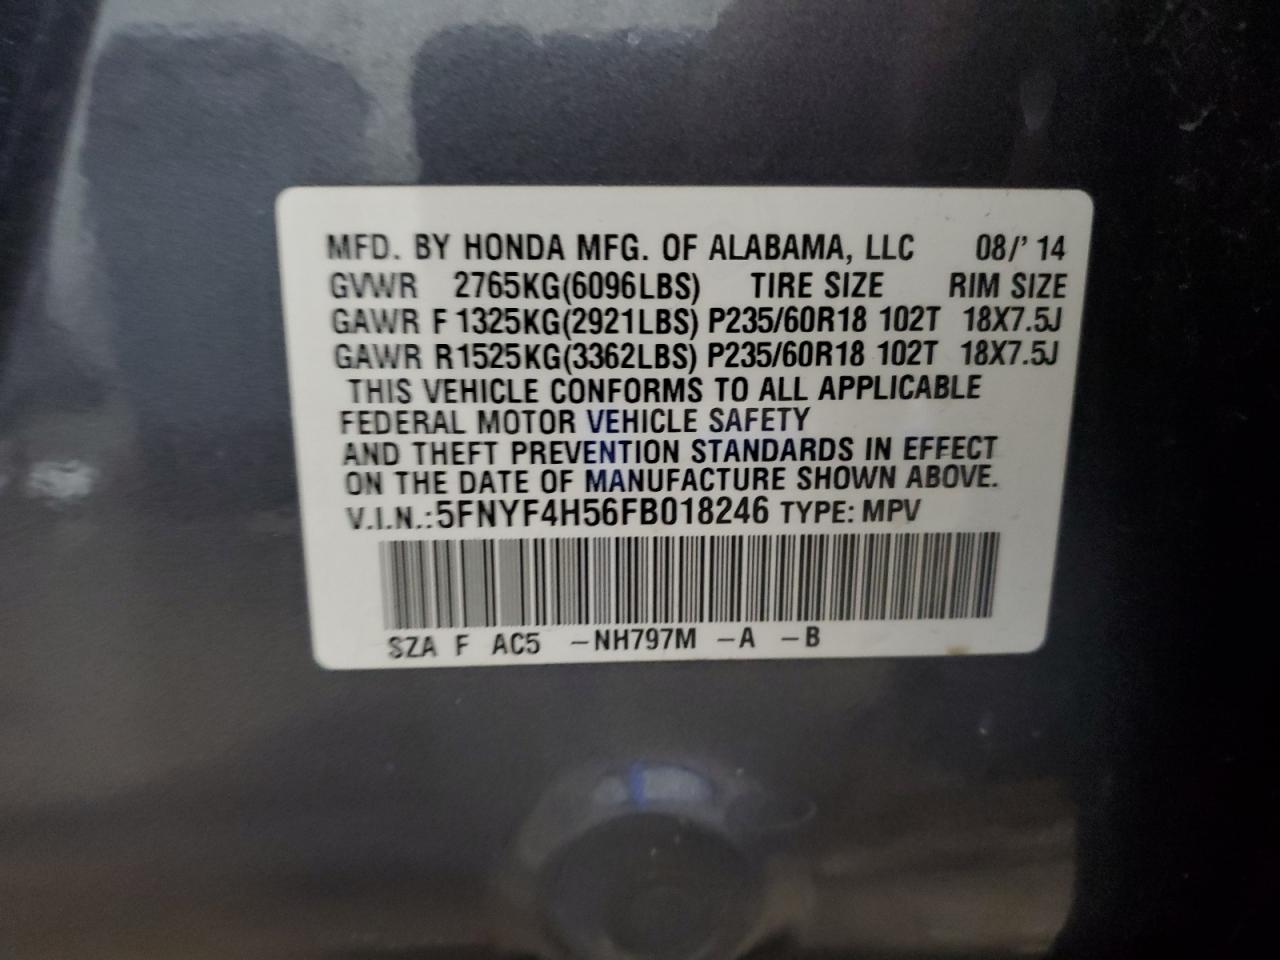 MFD. BY HONDA MFG. OF ALABAMA, LLC 08/' 14
GVWR 2765KG(6096LBS) TIRE SIZE RIM SIZE
GAWR F 1325KG(2921LBS) P235/60R18 102T 18X7.5J
GAWR R1525KG(3362LBS) P235/60R18 102T 18X7.5J
THIS VEHICLE CONFORMS TO ALL APPLICABLE
FEDERAL MOTOR VEHICLE SAFETY
AND THEFT PREVENTION STANDARDS IN EFFECT
ON THE DATE OF MANUFACTURE SHOWN ABOVE.
V.I.N.:5FNYF4H56FB018246 TYPE: MPV
SZA F AC5 -NH797M -A -B